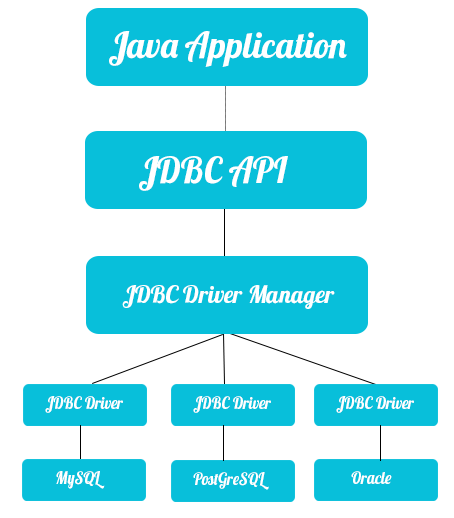 Java Application
JDBC API
JDBC Driver Manager
JDBC Driver
JDBC Driver
JDBC Driver
MySQL
PostGreSQL
Oracle